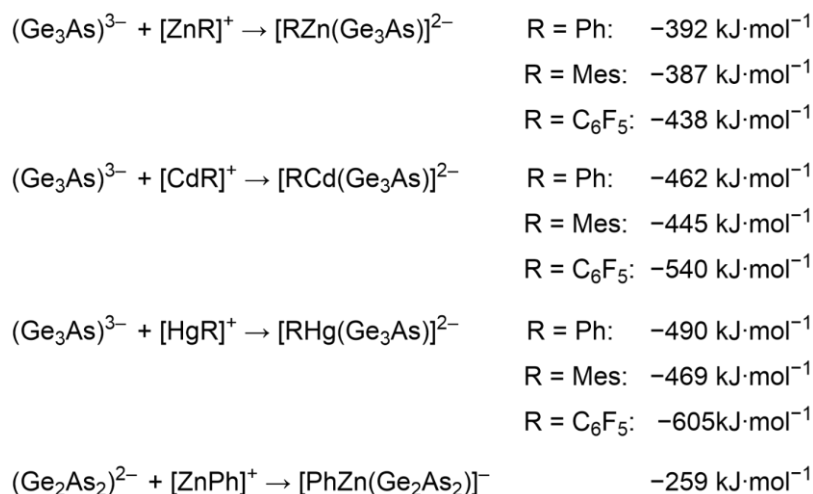 (Ge₃As)³⁻ + [ZnR]⁺ → [RZn(Ge₃As)]²⁻ R = Ph: −392 kJ·mol⁻¹
R = Mes: −387 kJ·mol⁻¹
R = C₆F₅: −438 kJ·mol⁻¹
(Ge₃As)³⁻ + [CdR]⁺ → [RCd(Ge₃As)]²⁻ R = Ph: −462 kJ·mol⁻¹
R = Mes: −445 kJ·mol⁻¹
R = C₆F₅: −540 kJ·mol⁻¹
(Ge₃As)³⁻ + [HgR]⁺ → [RHg(Ge₃As)]²⁻ R = Ph: −490 kJ·mol⁻¹
R = Mes: −469 kJ·mol⁻¹
R = C₆F₅: −605kJ·mol⁻¹
(Ge₂As₂)²⁻ + [ZnPh]⁺ → [PhZn(Ge₂As₂)]⁻ −259 kJ·mol⁻¹